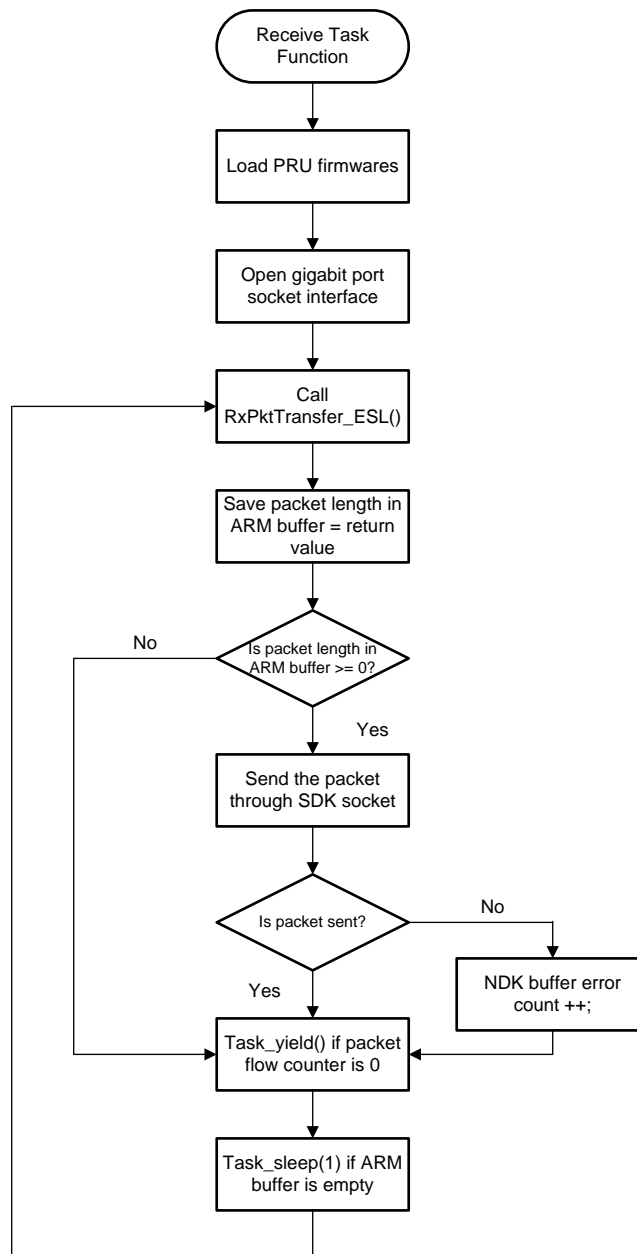 Receive Task
Function
Load PRU firmwares
Open gigabit port
socket interface
Call
RxPktTransfer_ESL()
Save packet length in
ARM buffer = return
value
No
Is packet length in
ARM buffer >= 0?
Yes
Send the packet
through SDK socket
Is packet sent?
No
Yes
NDK buffer error
count ++;
Task_yield() if packet
flow counter is 0
Task_sleep(1) if ARM
buffer is empty